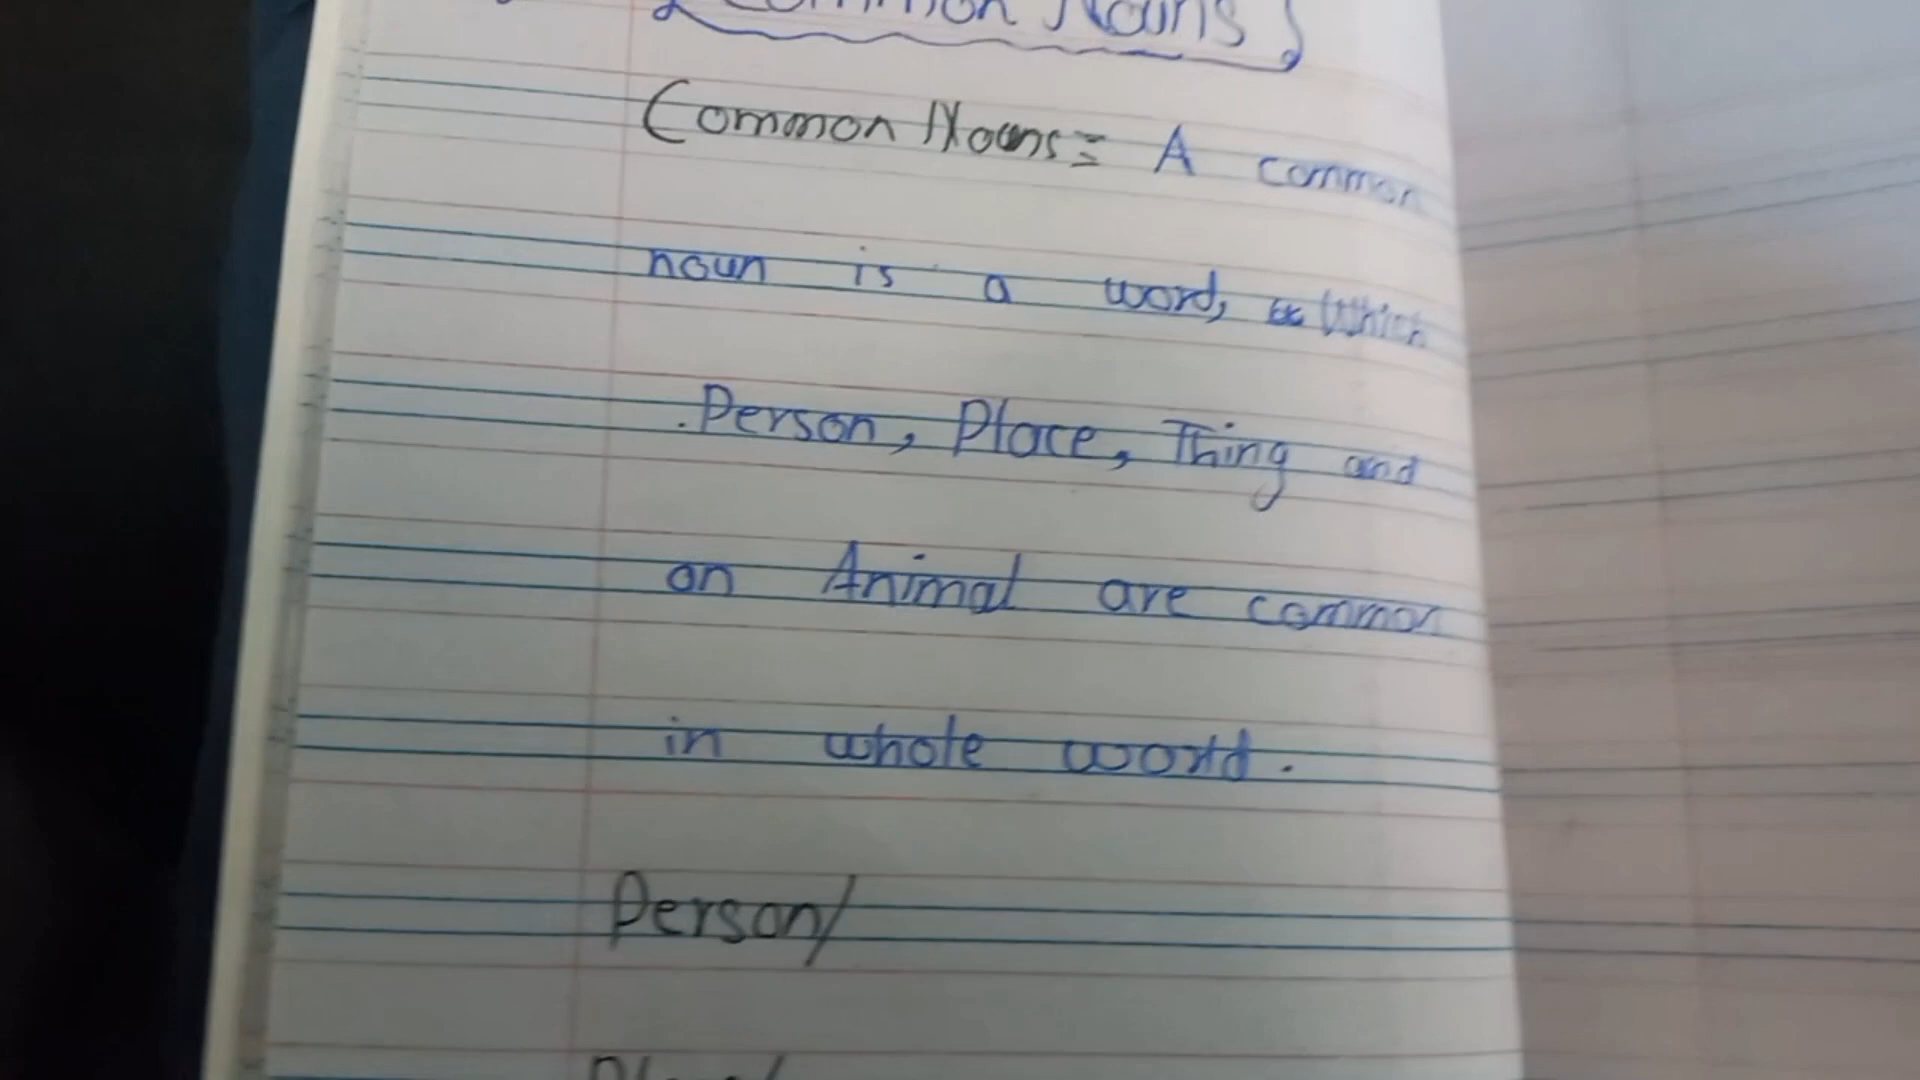 Common Nouns
Common Nouns = A common
noun is a word, which
Person, Place, Thing and
an Animal are common
in whole world.
Person/